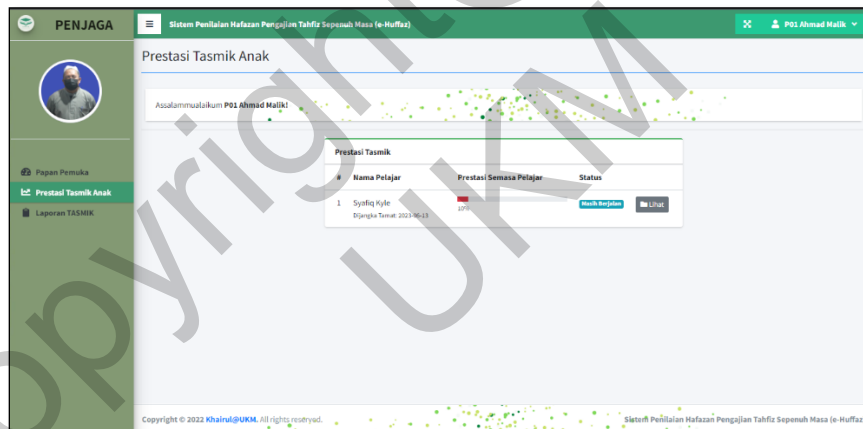 PENJAGA
Sistem Penilaian Hafazan Pengajian Tahfiz Sepenuh Masa (e-Huffaz)
P01 Ahmad Malik
Prestasi Tasmik Anak
Assalammualaikum P01 Ahmad Malik!
Papan Pemuka
Prestasi Tasmik Anak
Laporan TASMIK
Prestasi Tasmik
# Nama Pelajar Prestasi Semasa Pelajar Status
1 Syafiq Kyle 10% Masih Berjalan Lihat
Dijangka Tamat: 2023-06-13
Copyright © 2022 Khairul@UKM. All rights reserved.
Sistem Penilaian Hafazan Pengajian Tahfiz Sepenuh Masa (e-Huffaz
opyright
UKM